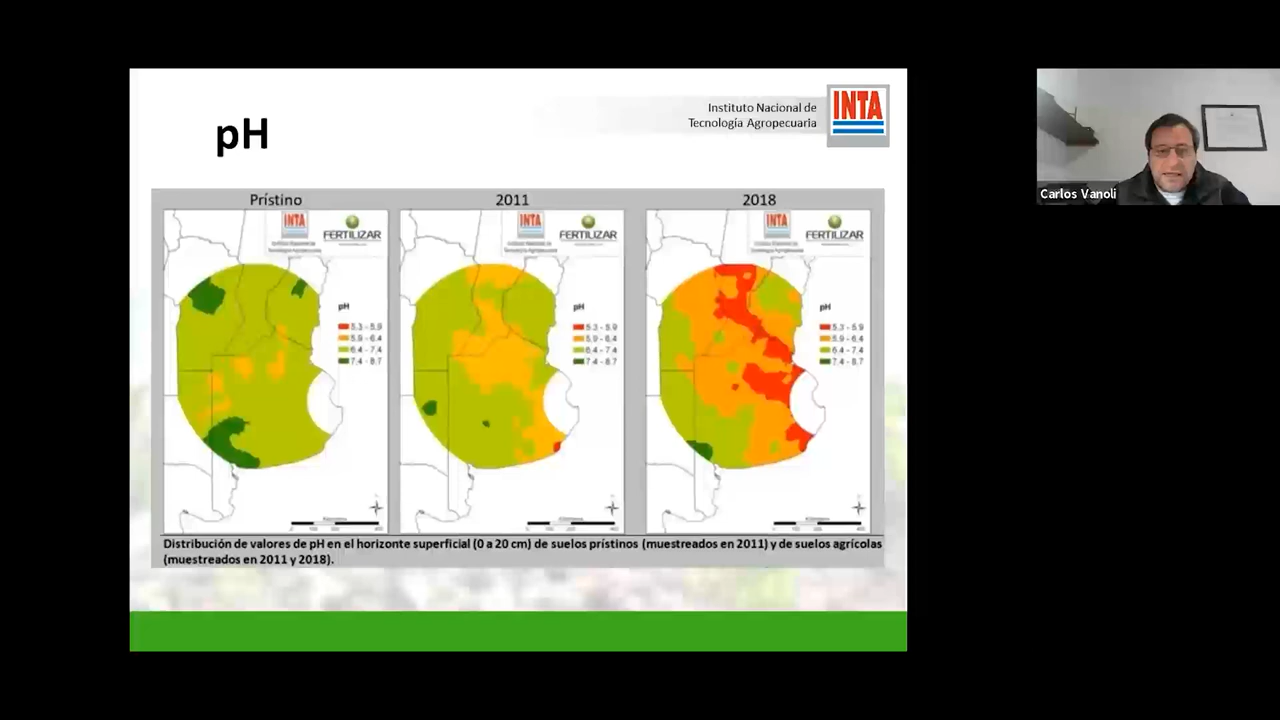 pH
Instituto Nacional de
Tecnología Agropecuaria
INTA
Carlos Vanoli
Prístino
2011
2018
INTA
FERTILIZAR
INTA
FERTILIZAR
INTA
FERTILIZAR
pH
5.3 - 5.9
5.9 - 6.4
6.4 - 7.4
7.4 - 8.7
pH
5.3 - 5.9
5.9 - 6.4
6.4 - 7.4
7.4 - 8.7
pH
5.3 - 5.9
5.9 - 6.4
6.4 - 7.4
7.4 - 8.7
Distribución de valores de pH en el horizonte superficial (0 a 20 cm) de suelos prístinos (muestreados en 2011) y de suelos agrícolas
(muestreados en 2011 y 2018).